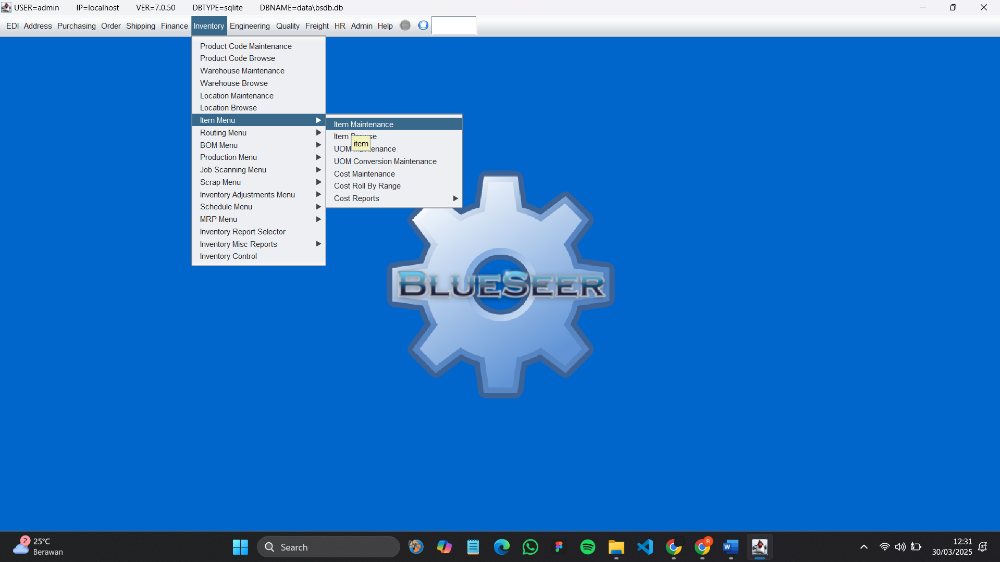 USER=admin IP=localhost VER=7.0.50 DBTYPE=sqlite DBNAME=data\bsdb.db
EDI Address Purchasing Order Shipping Finance Inventory Engineering Quality Freight HR Admin Help
Product Code Maintenance
Product Code Browse
Warehouse Maintenance
Warehouse Browse
Location Maintenance
Location Browse
Item Menu
Routing Menu
BOM Menu
Production Menu
Job Scanning Menu
Scrap Menu
Inventory Adjustments Menu
Schedule Menu
MRP Menu
Inventory Report Selector
Inventory Misc Reports
Inventory Control
Item Maintenance
Item
item
UOM
UOM Conversion Maintenance
Cost Maintenance
Cost Roll By Range
Cost Reports
BLUESEER
2
25°C
Berawan
Search
R
W
12:31
30/03/2025